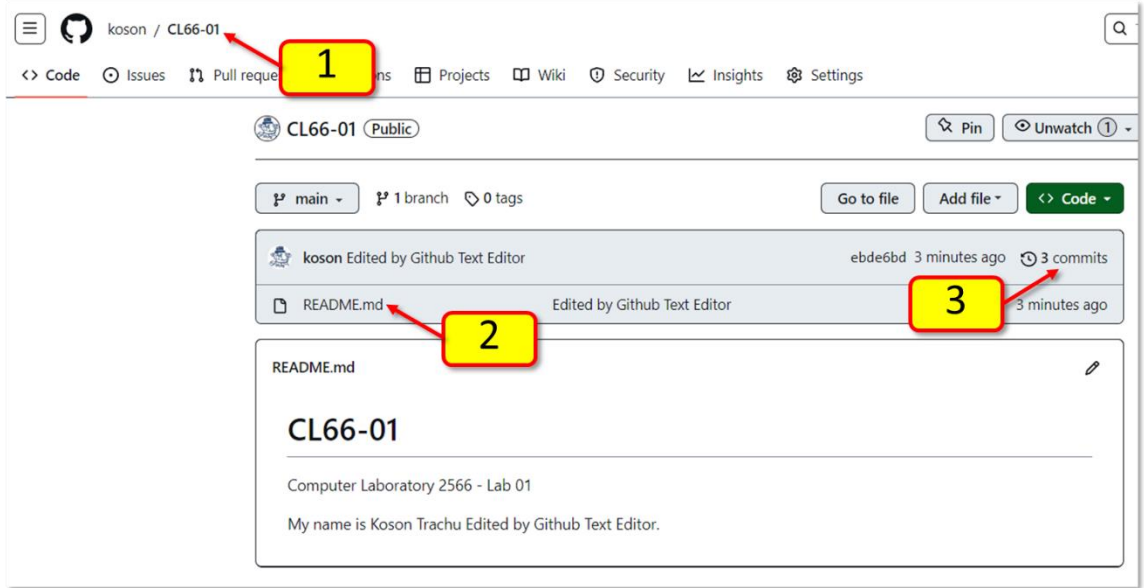 koson / CL66-01
1
Code Issues Pull reque ns Projects Wiki Security Insights Settings
CL66-01 Public Pin Unwatch 1
main 1 branch 0 tags Go to file Add file Code
koson Edited by Github Text Editor ebde6bd 3 minutes ago 3 commits
README.md Edited by Github Text Editor 3 minutes ago
3
2
README.md
CL66-01
Computer Laboratory 2566 - Lab 01
My name is Koson Trachu Edited by Github Text Editor.